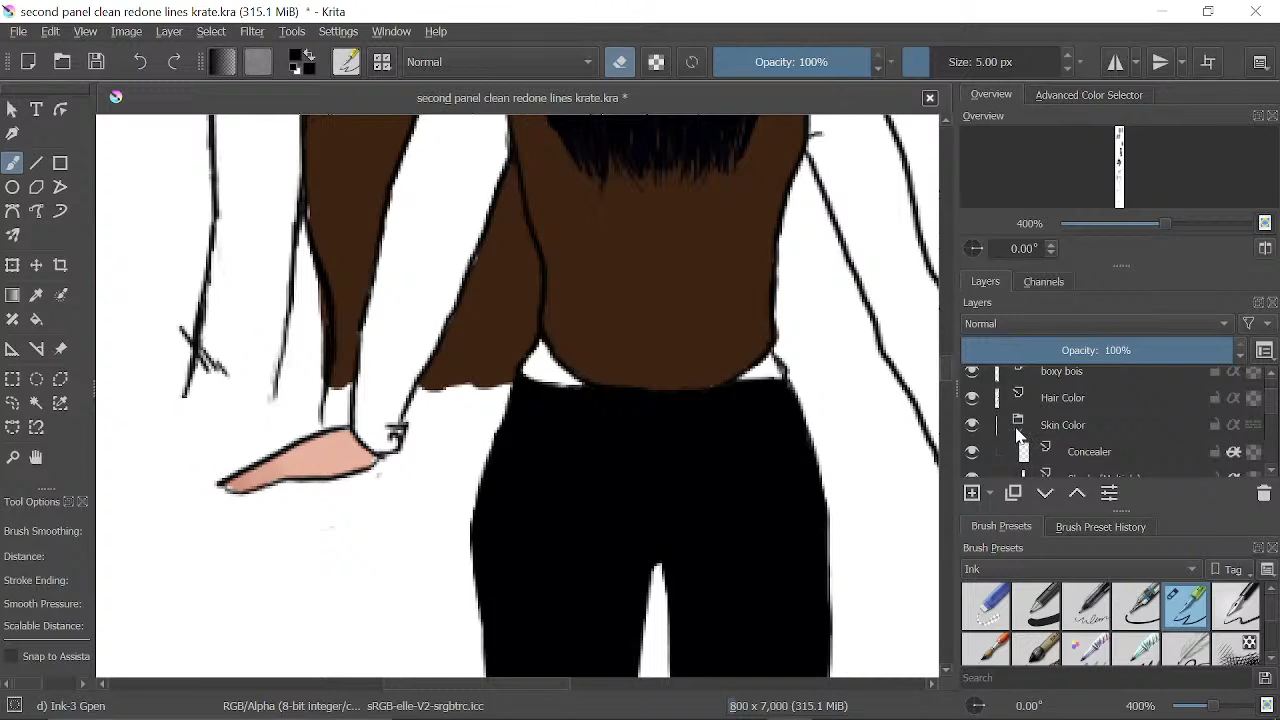 second panel clean redone lines krate.kra (315.1 MiB) * - Krita
File Edit View Image Layer Filter Select Tools Settings Window Help
Normal Opacity: 100% Size: 5.00 px
second panel clean redone lines krate.kra *
Overview Advanced Color Selector
Overview
400%
0.00°
Layers Channels
Layers
Normal
Opacity: 100%
boxy bois
Hair Color
Skin Color
Concealer
Tool Options
Brush Smoothing:
Distance:
Stroke Ending:
Smooth Pressure:
Scalable Distance:
Snap to Assista
Brush Presets Brush Preset History
Brush Presets
Ink Tag
Search
d) Ink-3 Gpen RGB/Alpha (8-bit integer/c... sRGB-elle-V2-srgbtrc.icc 800 x 7,000 (315.1 MiB) 0.00° 400%